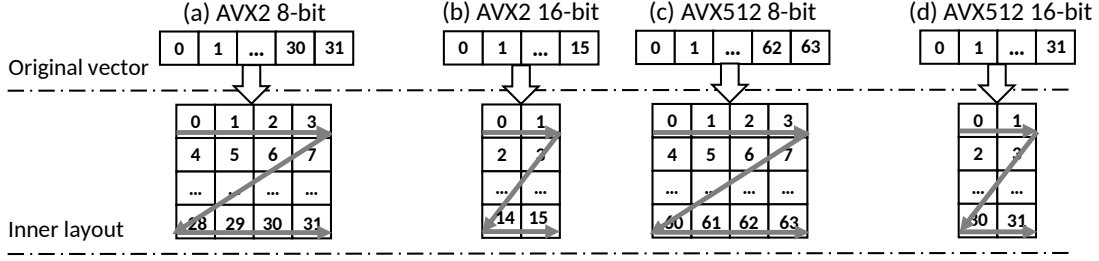 (a) AVX2 8-bit (b) AVX2 16-bit (c) AVX512 8-bit (d) AVX512 16-bit
0 1 ... 30 31 0 1 ... 15 0 1 ... 62 63 0 1 ... 31
Original vector
0 1 2 3 0 1 0 1 2 3 0 1
4 5 6 7 2 3 4 5 6 7 2 3
... ... ... ... ... ... ... ... ... ... ... ...
28 29 30 31 14 15 60 61 62 63 30 31
Inner layout